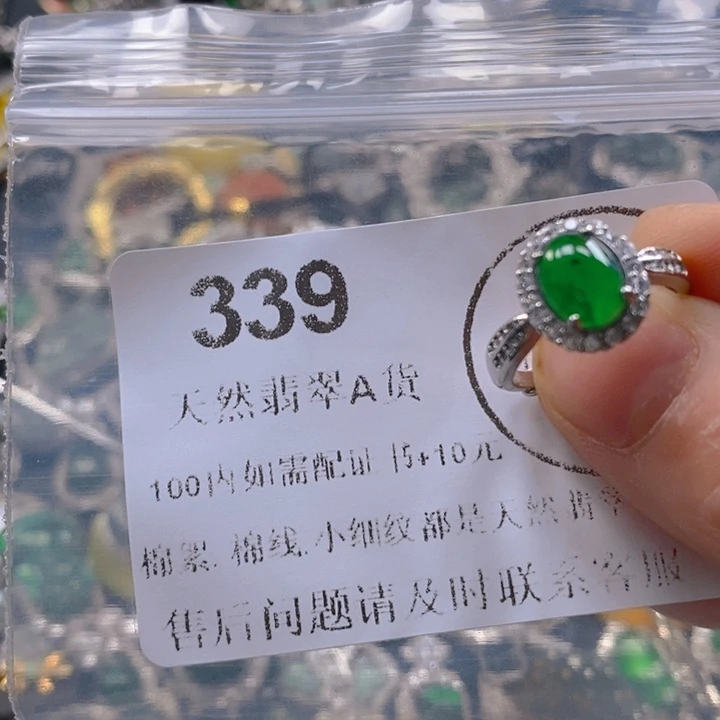 339
天然翡翠A货
100内如需配证 15+10元
棉絮.棉线.小细纹都是天然翡翠
售后问题请及时联系客服